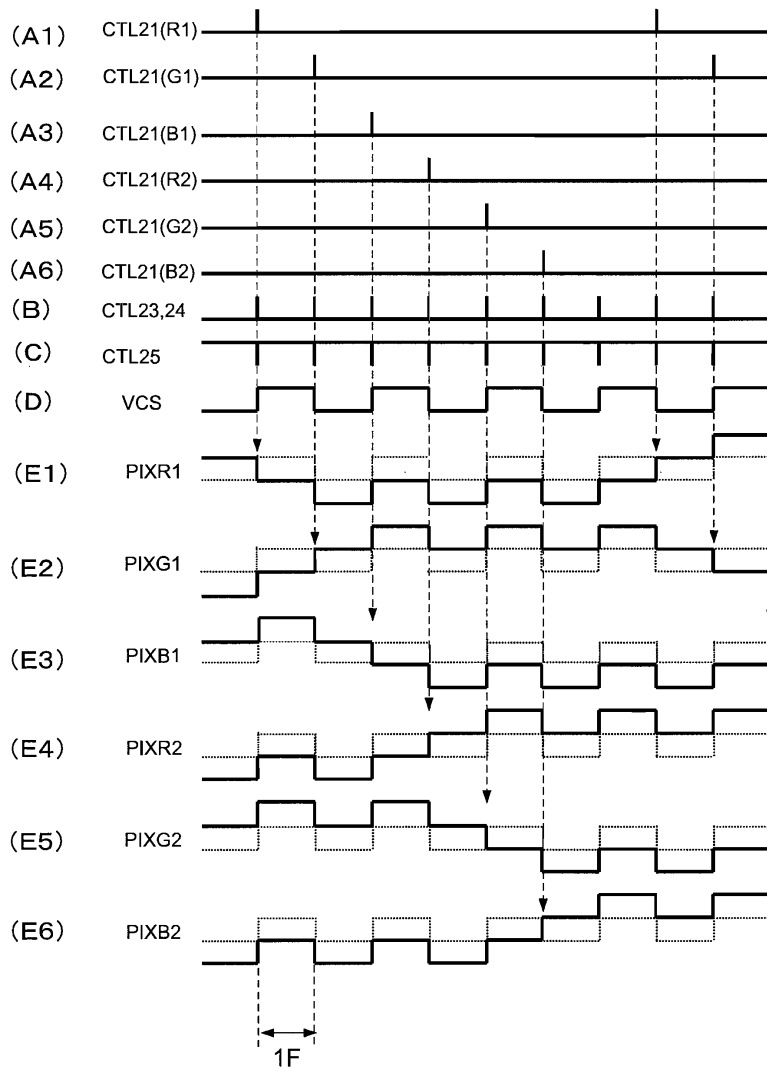 (A1) CTL21(R1)
(A2) CTL21(G1)
(A3) CTL21(B1)
(A4) CTL21(R2)
(A5) CTL21(G2)
(A6) CTL21(B2)
(B) CTL23,24
(C) CTL25
(D) VCS
(E1) PIXR1
(E2) PIXG1
(E3) PIXB1
(E4) PIXR2
(E5) PIXG2
(E6) PIXB2
1F